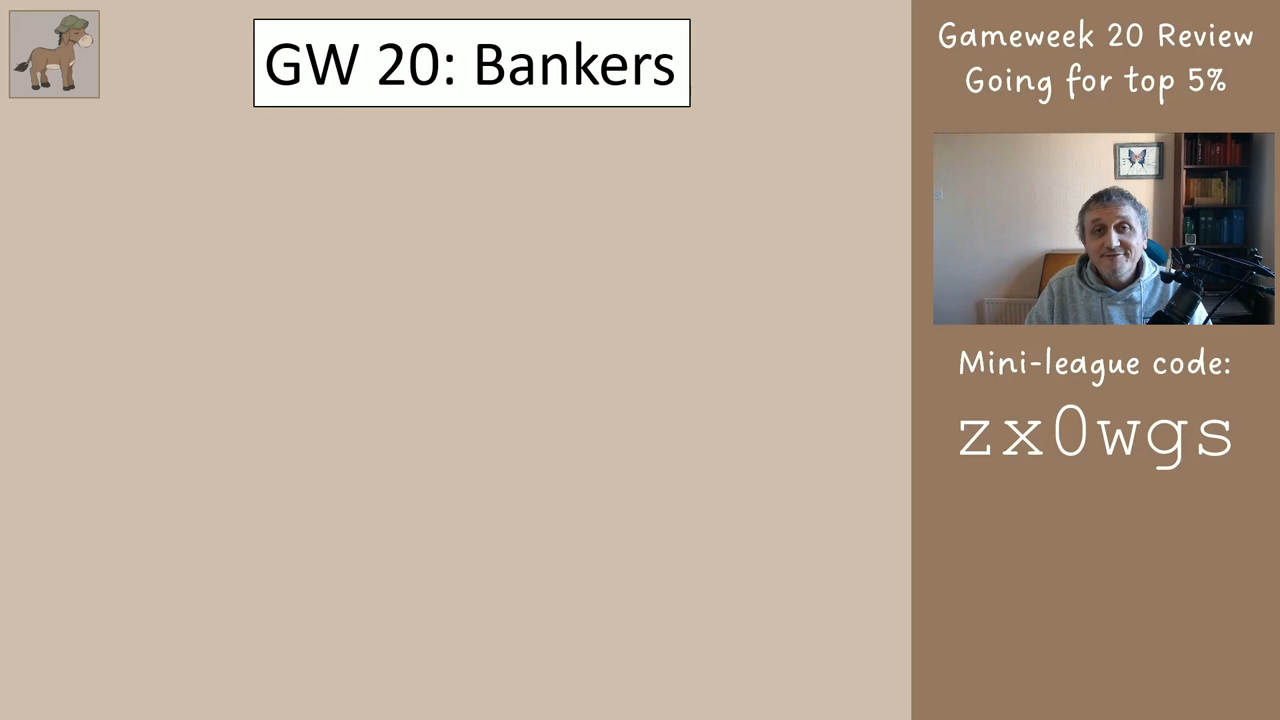 GW 20: Bankers
Gameweek 20 Review
Going for top 5%
Mini-league code:
zx0wgs